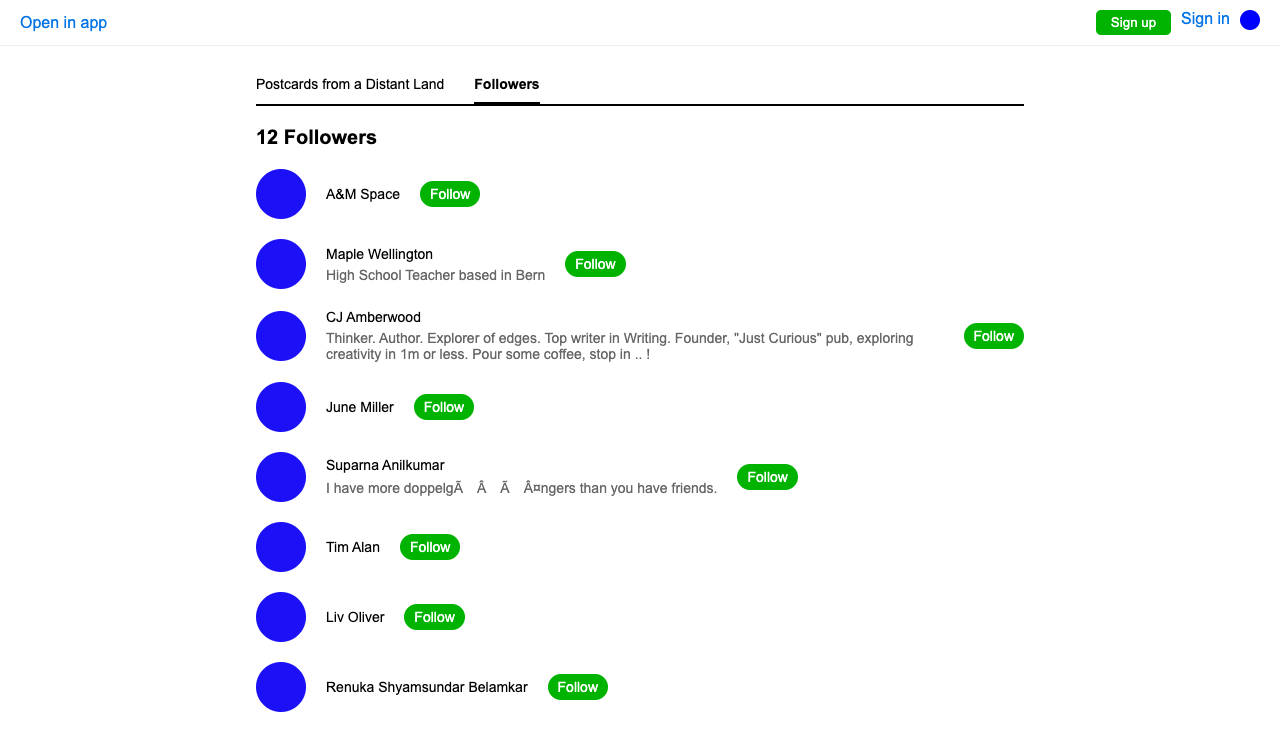 Open in app
Sign up
Sign in
Postcards from a Distant Land
Followers
12 Followers
A&M Space
Follow
Maple Wellington
High School Teacher based in Bern
Follow
CJ Amberwood
Thinker. Author. Explorer of edges. Top writer in Writing. Founder, "Just Curious" pub, exploring
creativity in 1m or less. Pour some coffee, stop in .. !
Follow
June Miller
Follow
Suparna Anilkumar
I have more doppelgÃ Â Ã Â¤ngers than you have friends.
Follow
Tim Alan
Follow
Liv Oliver
Follow
Renuka Shyamsundar Belamkar
Follow